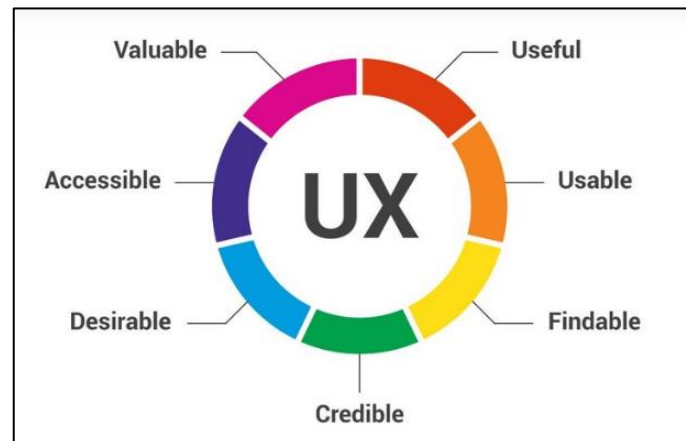 Valuable
Useful
Accessible
UX
Usable
Desirable
Findable
Credible